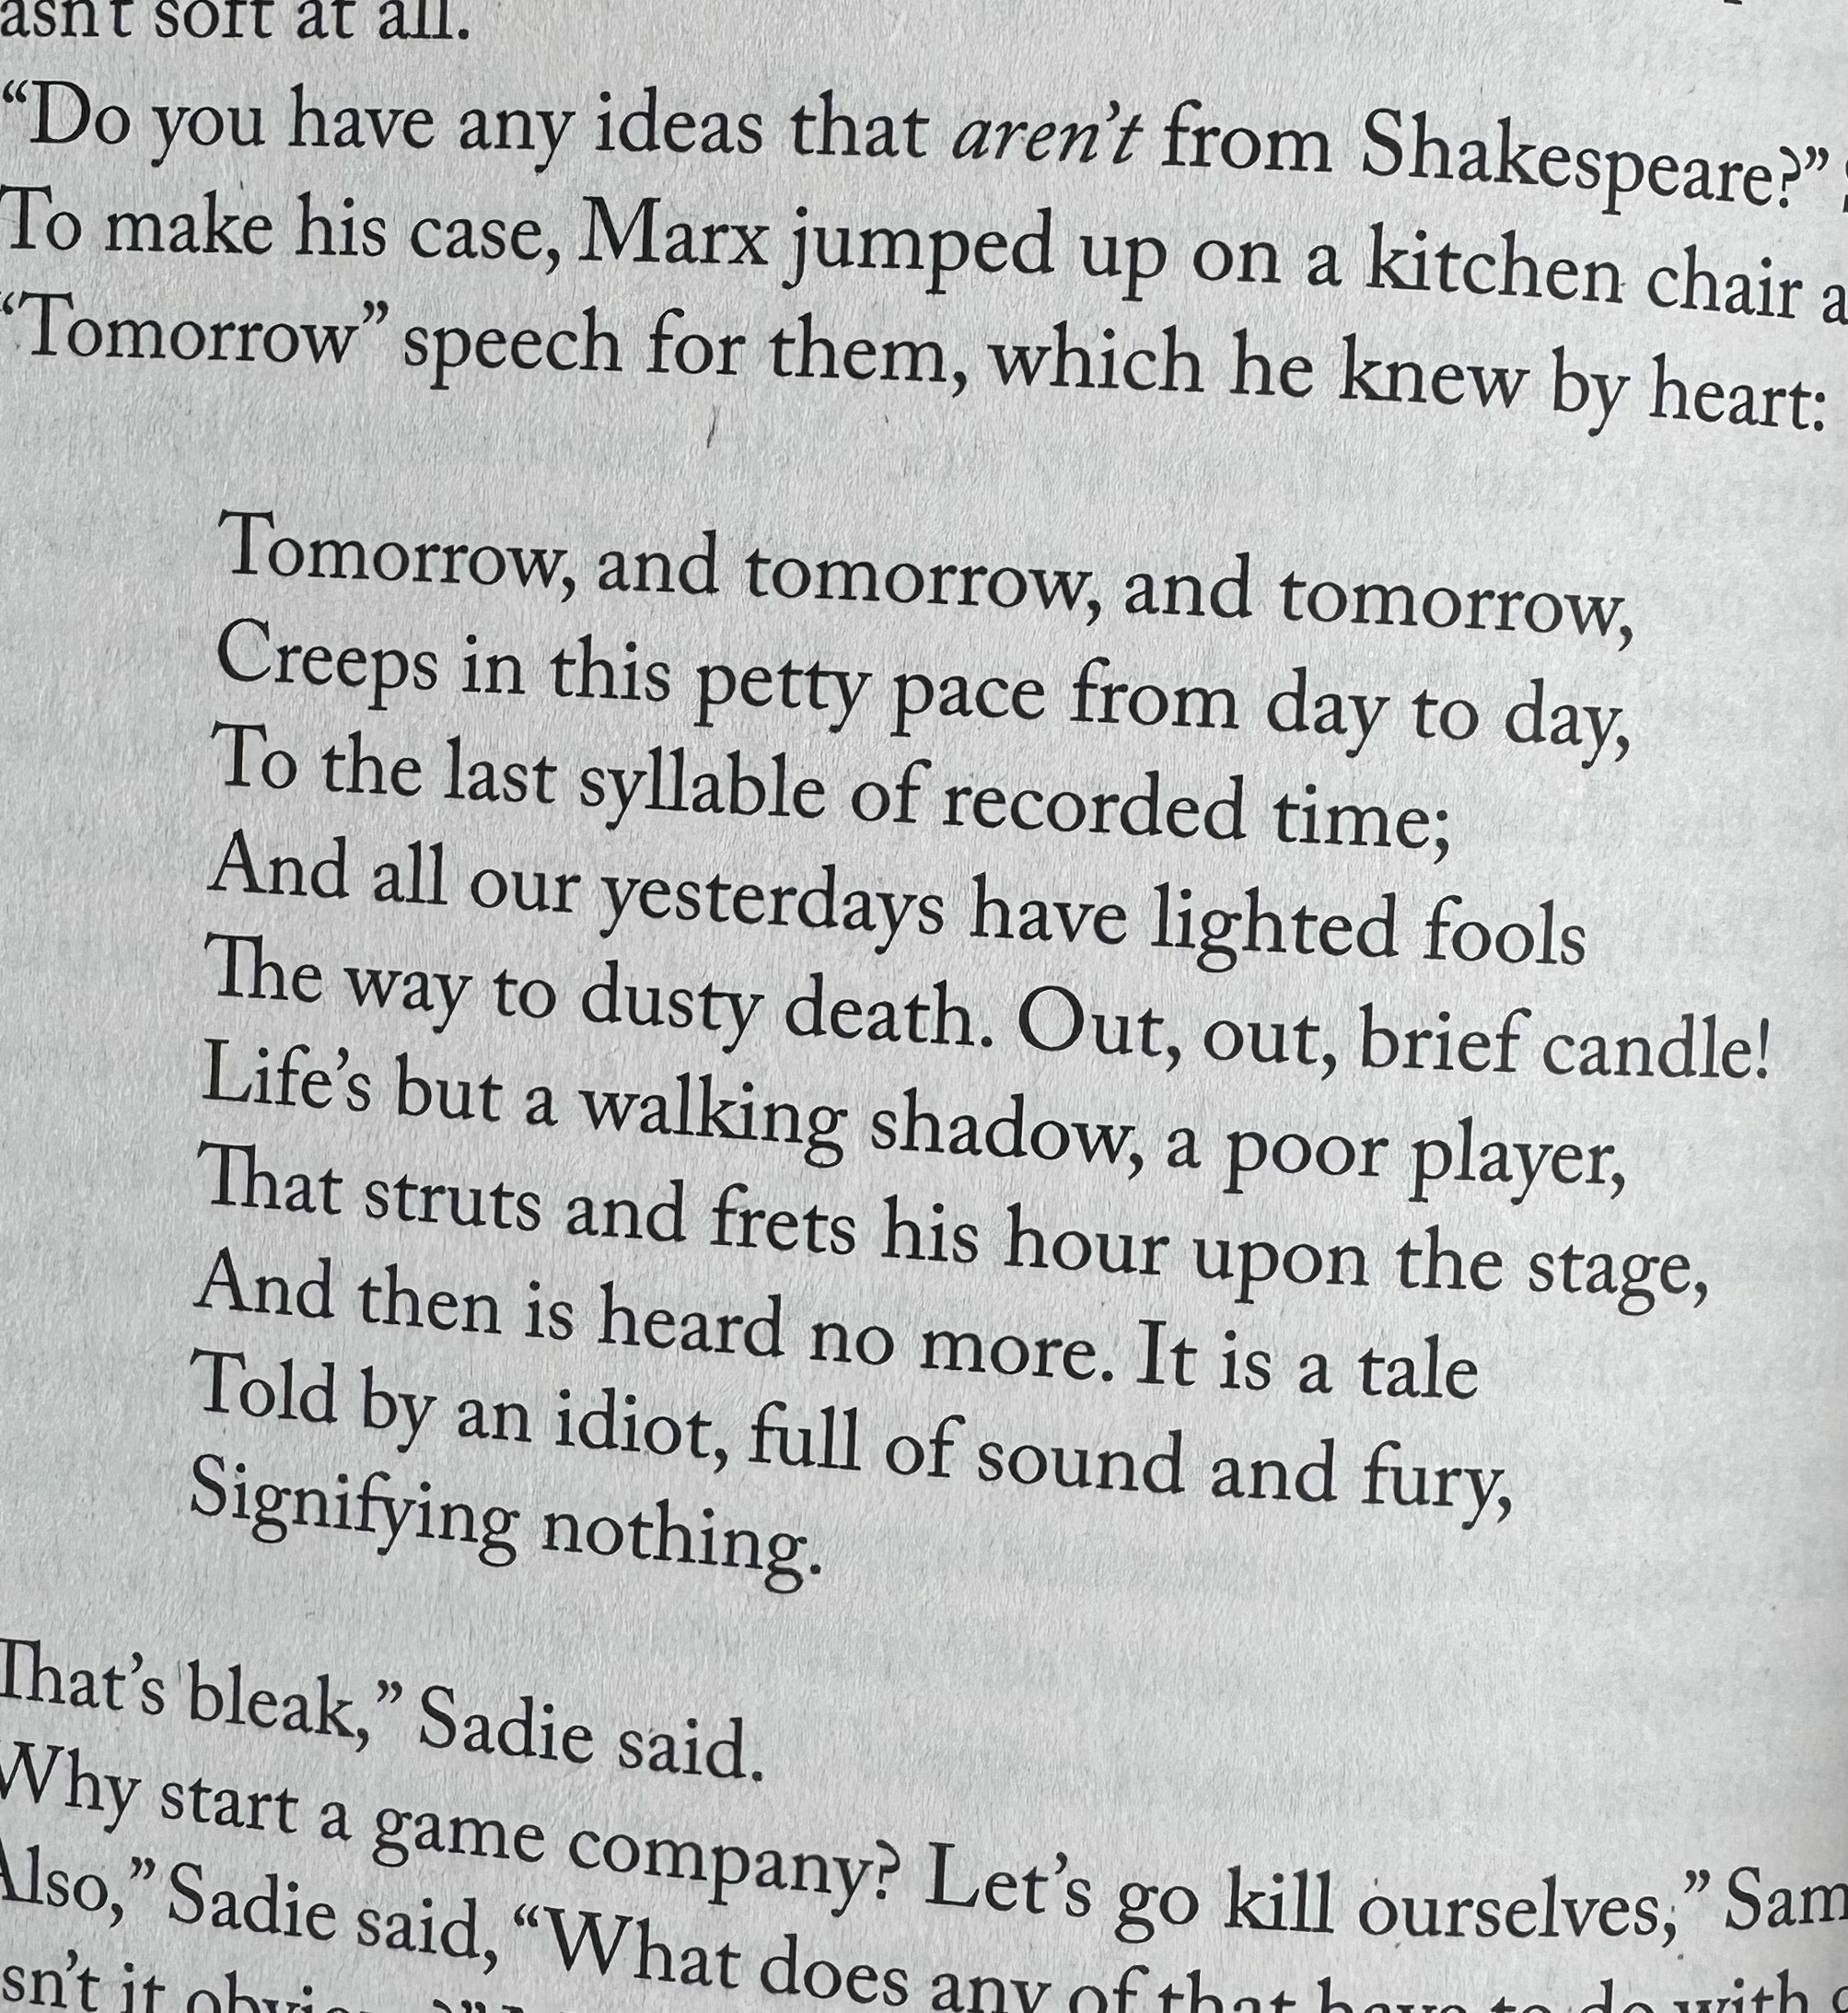 asn't soft at all.
“Do you have any ideas that aren’t from Shakespeare?”
To make his case, Marx jumped up on a kitchen chair a
“Tomorrow” speech for them, which he knew by heart:
Tomorrow, and tomorrow, and tomorrow,
Creeps in this petty pace from day to day,
To the last syllable of recorded time;
And all our yesterdays have lighted fools
The way to dusty death. Out, out, brief candle!
Life’s but a walking shadow, a poor player,
That struts and frets his hour upon the stage,
And then is heard no more. It is a tale
Told by an idiot, full of sound and fury,
Signifying nothing.
That’s bleak,” Sadie said.
Why start a game company? Let’s go kill ourselves,” Sam
Also,” Sadie said, “What does any of that have to do with
sn’t it